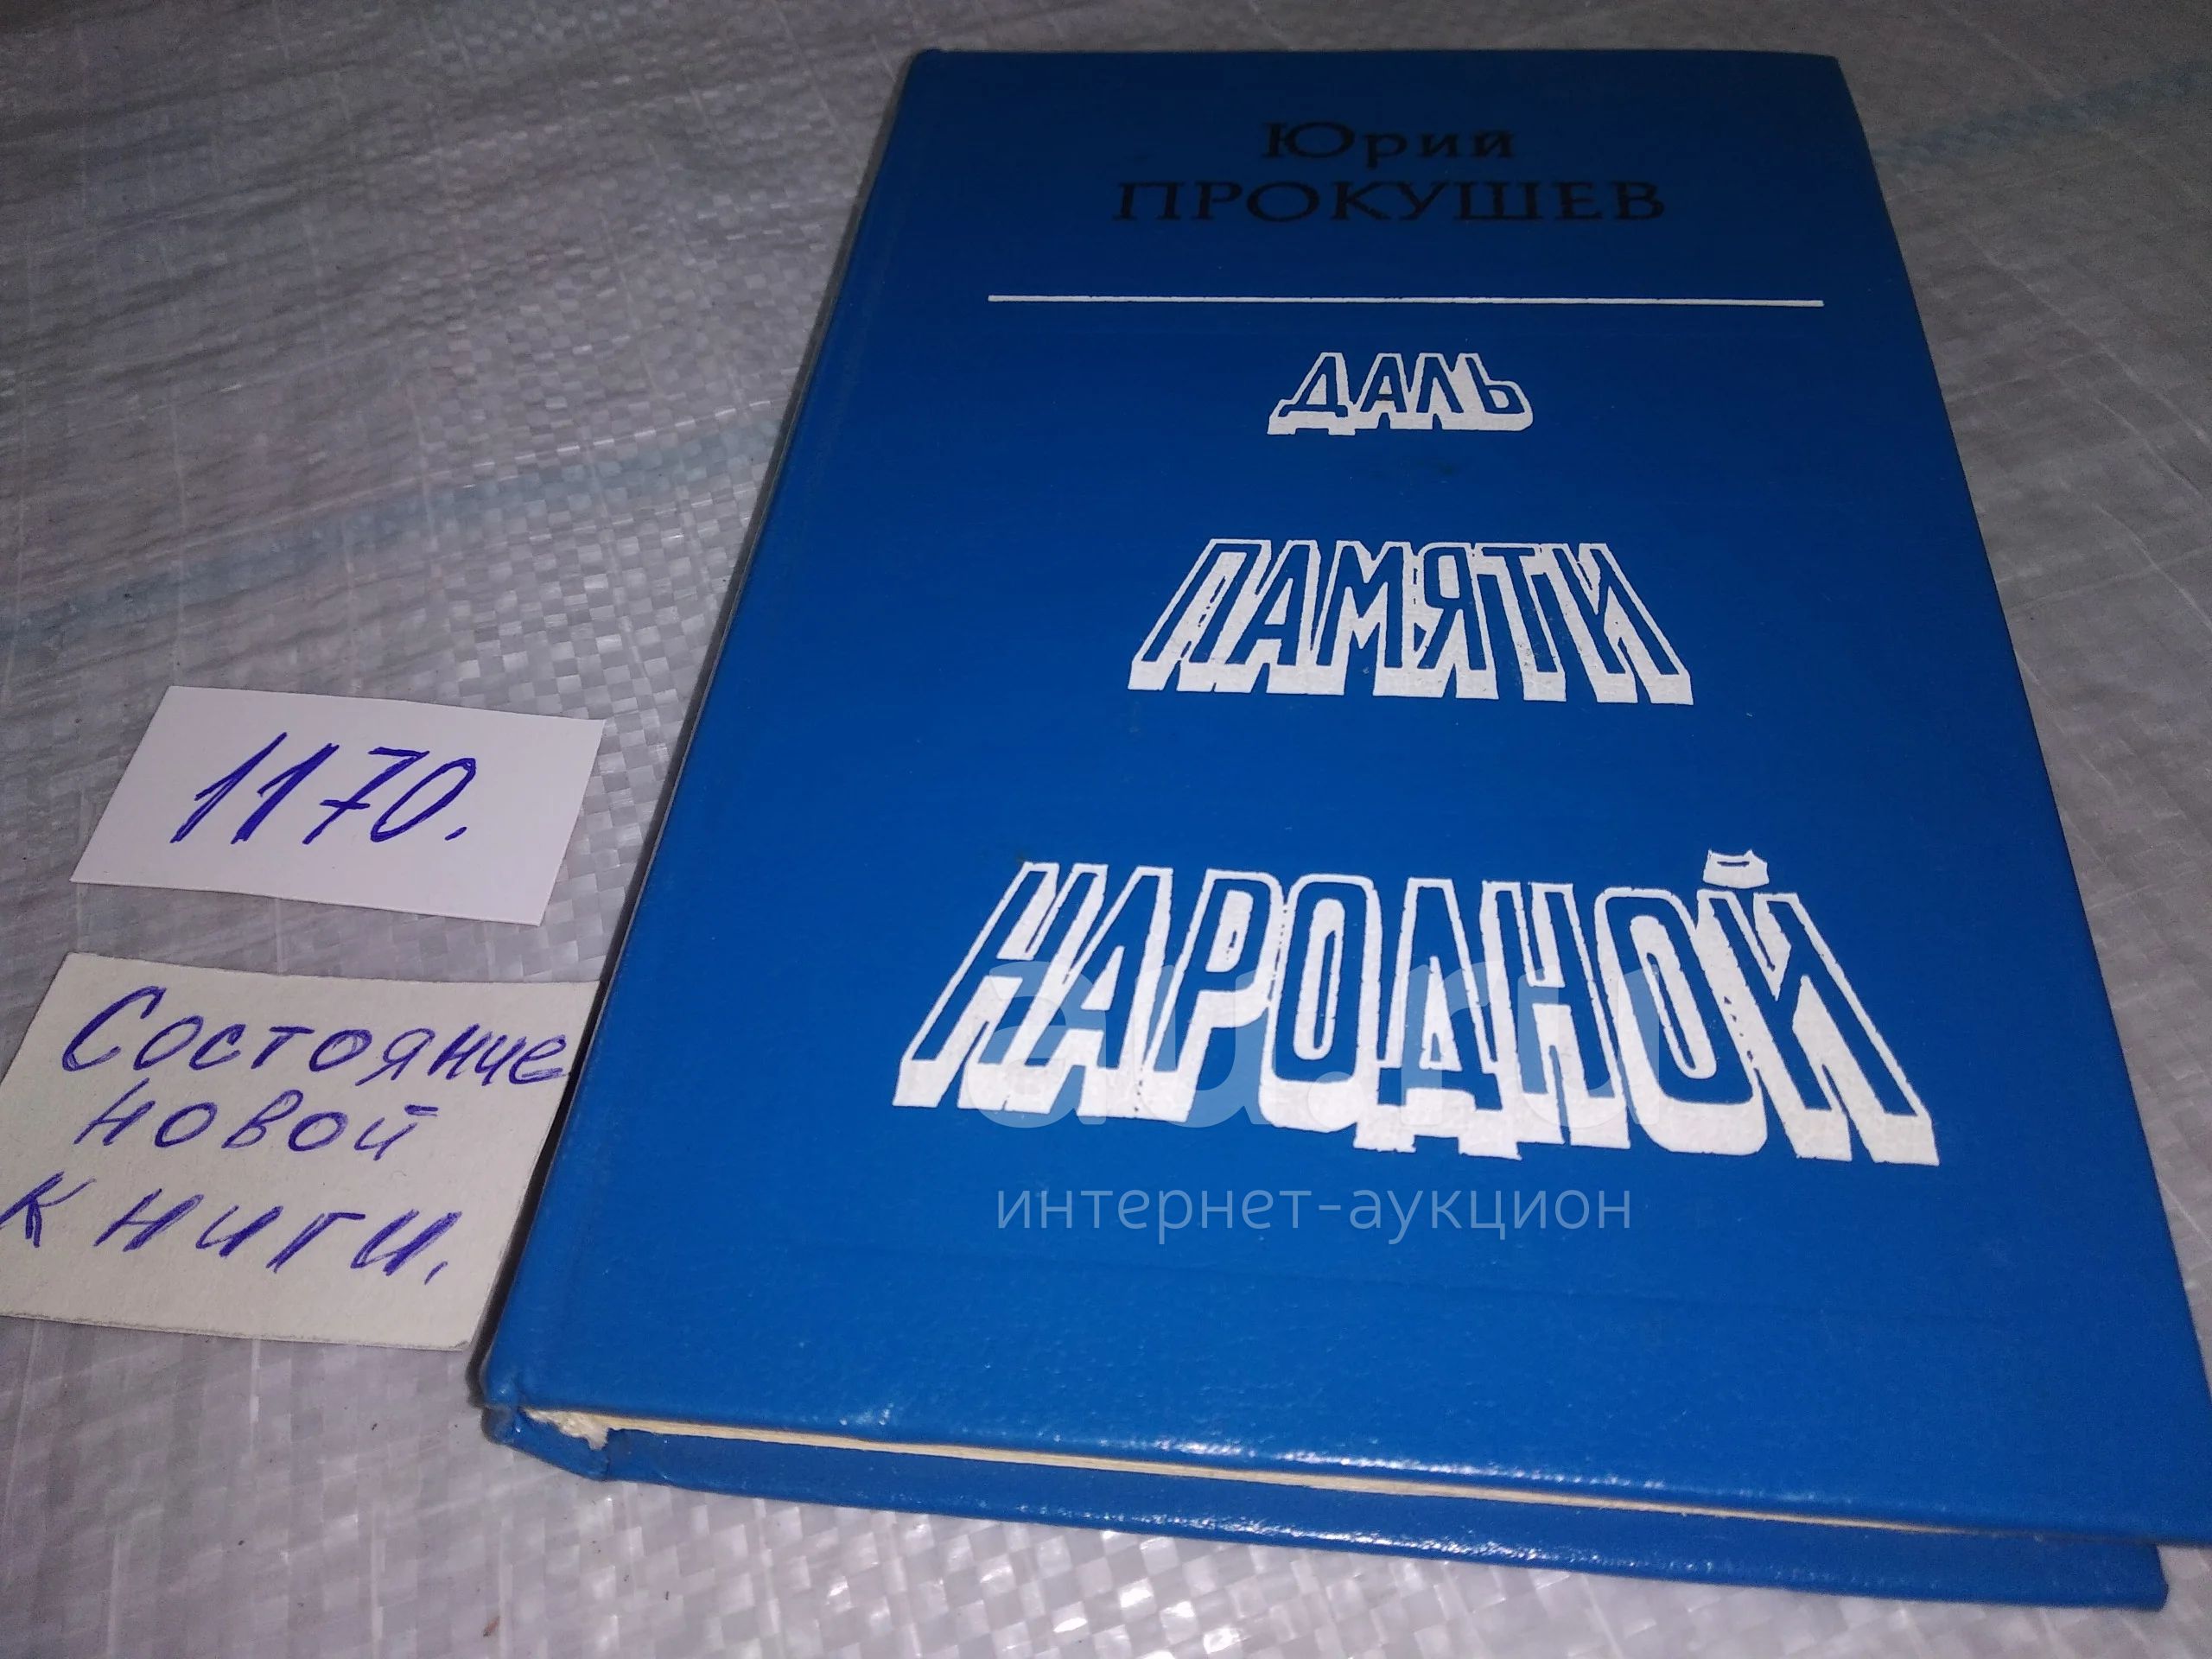 Юрий
ПРОКУШЕВ
ДАЛЬ
ПАМЯТИ
НАРОДНОЙ
au.ru
интернет-аукцион
1170.
Состояние
новой
книги.